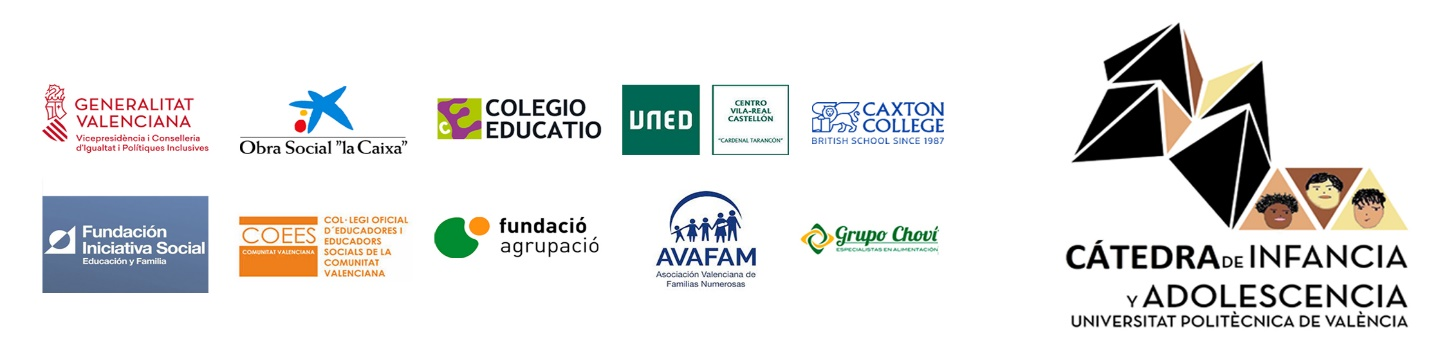 GENERALITAT
VALENCIANA
Vicepresidència i Conselleria
d'Igualtat i Polítiques Inclusives
Obra Social "la Caixa"
COLEGIO
EDUCATIO
UNED
CENTRO
VILA-REAL
CASTELLÓN
"CARDENAL TARANCÓN"
CAXTON
COLLEGE
BRITISH SCHOOL SINCE 1987
Fundación
Iniciativa Social
Educación y Familia
COEES
COMUNITAT VALENCIANA
COL·LEGI OFICIAL
D´EDUCADORES I
EDUCADORS
SOCIALS DE LA
COMUNITAT
VALENCIANA
fundació
agrupació
AVAFAM
Asociación Valenciana de
Familias Numerosas
Grupo Choví
ESPECIALISTAS EN ALIMENTACIÓN
CÁTEDRA DE INFANCIA
Y ADOLESCENCIA
UNIVERSITAT POLITÈCNICA DE VALÈNCIA